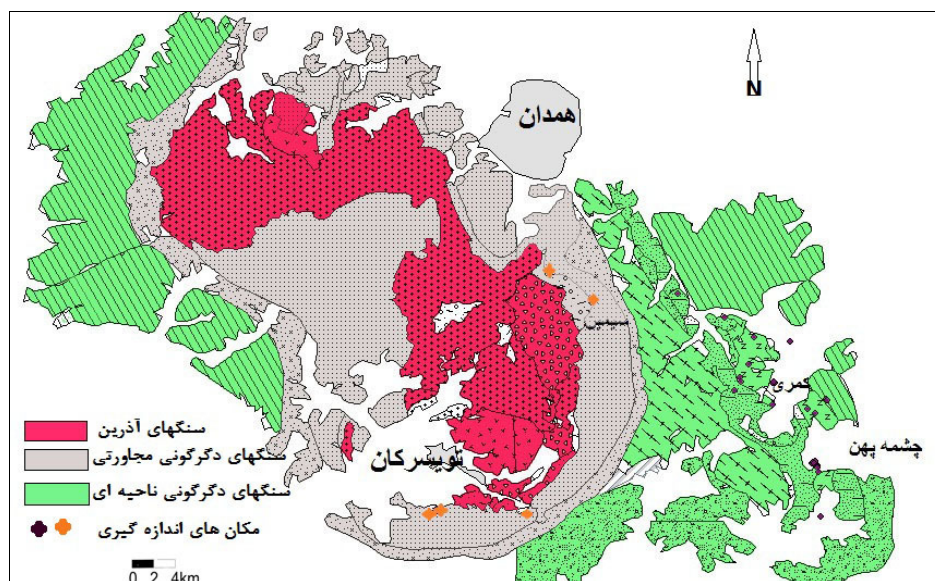 N
همدان
سیمین
کمری
چشمه پهن
تویسرکان
سنگهای آذرین
سنگهای دگرگونی مجاورتی
سنگهای دگرگونی ناحیه ای
مکان های اندازه گیری
0 2 4km